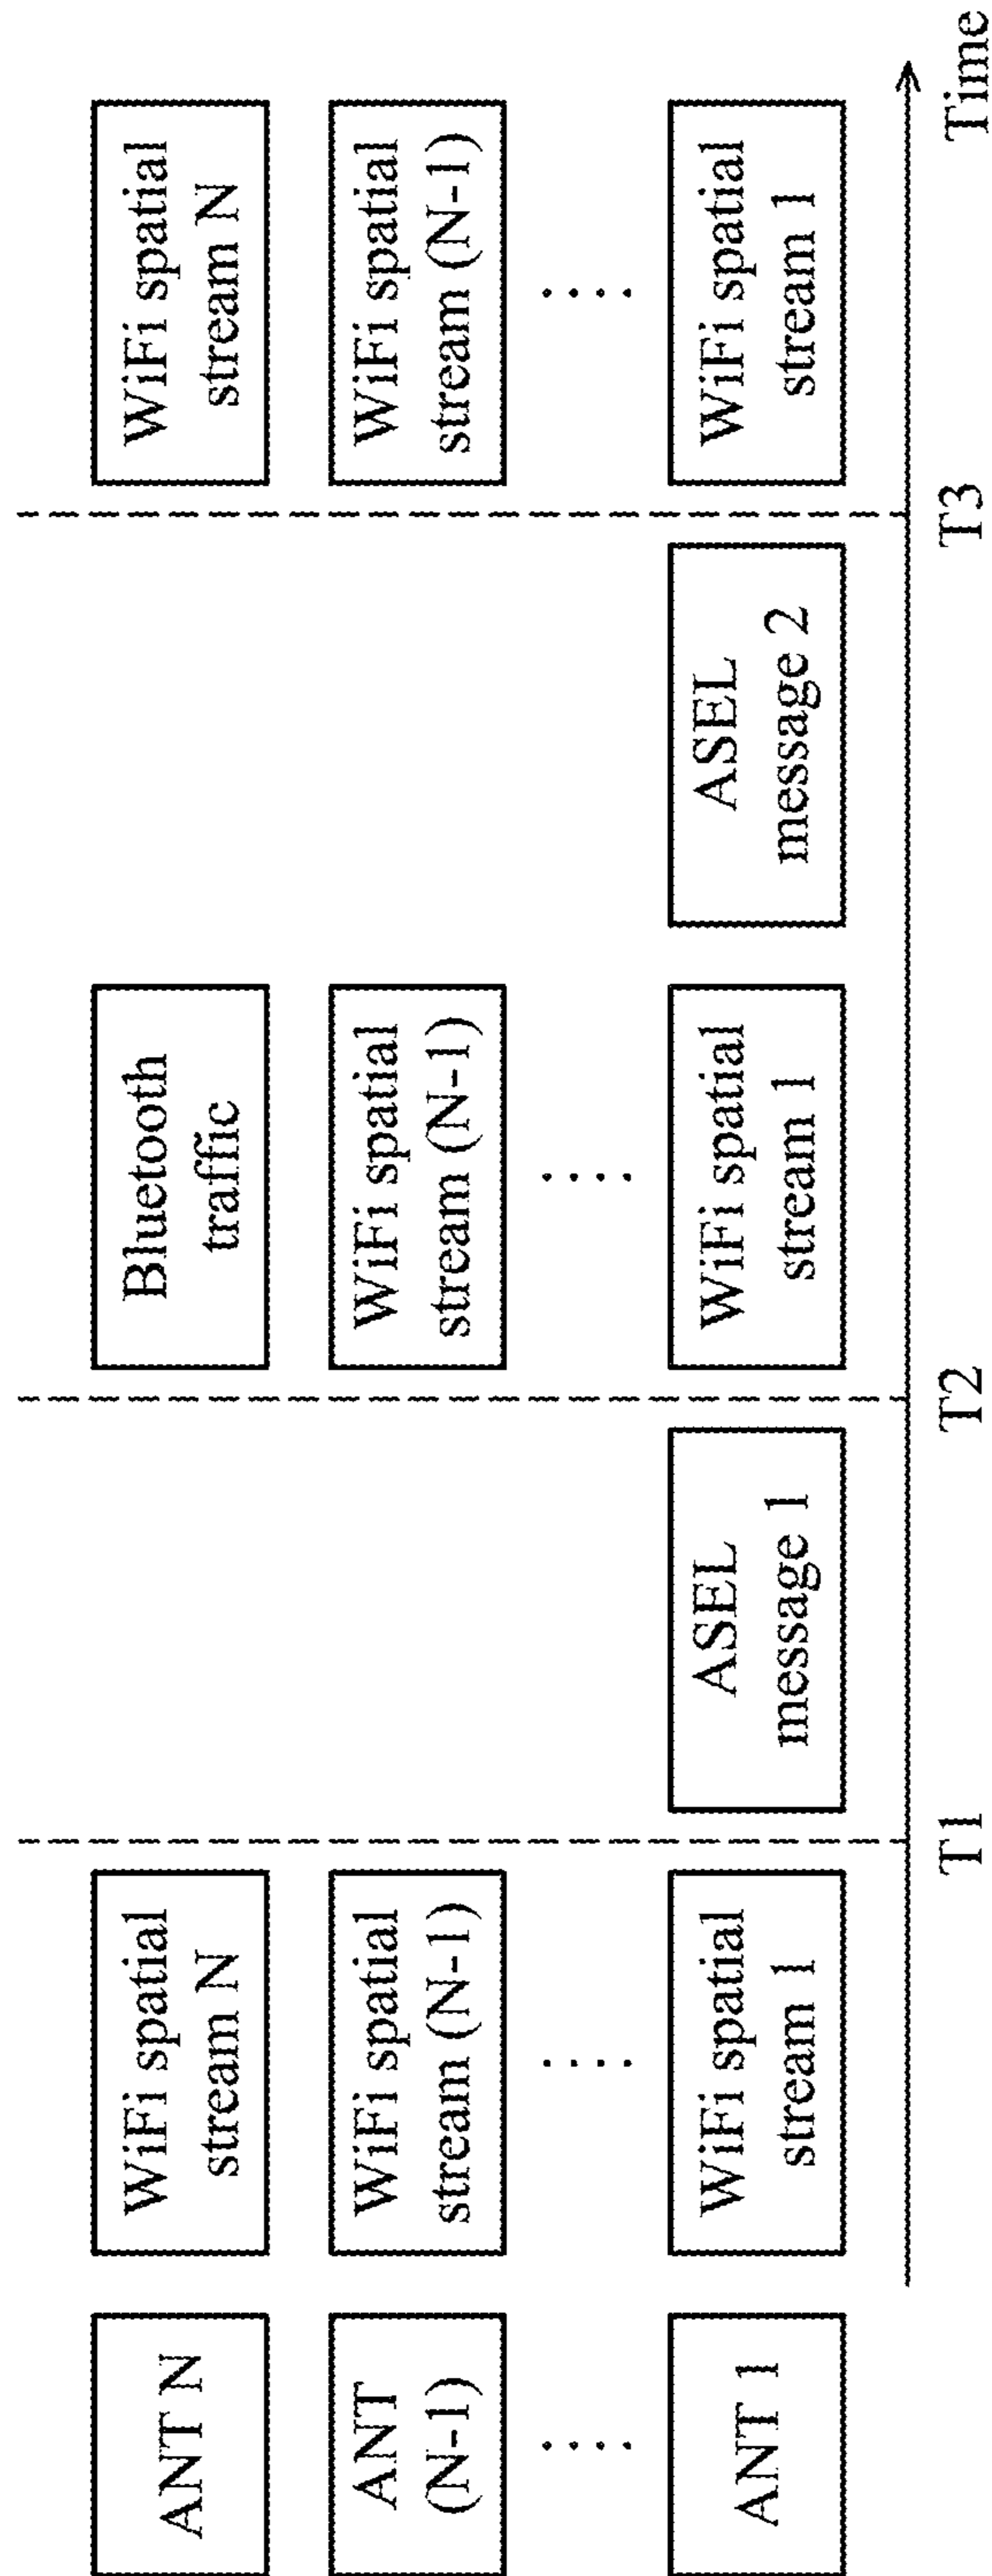 ANT N
WiFi spatial
stream N
Bluetooth
traffic
WiFi spatial
stream N
ANT
(N-1)
WiFi spatial
stream (N-1)
WiFi spatial
stream (N-1)
WiFi spatial
stream (N-1)
....
....
....
....
ANT 1
WiFi spatial
stream 1
ASEL
message 1
WiFi spatial
stream 1
ASEL
message 2
WiFi spatial
stream 1
T1
T2
T3
Time